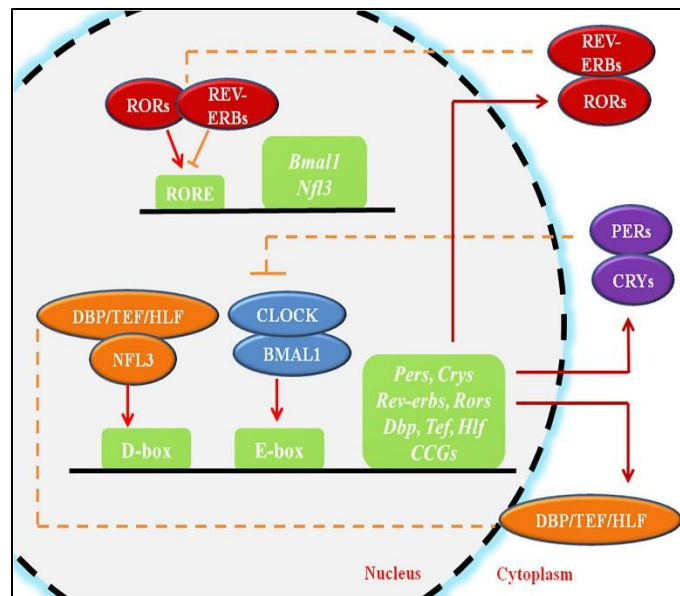 REV-
ERBs
RORs
RORs
REV-
ERBs
RORE
Bmal1
Nfl3
PERs
CRYs
DBP/TEF/HLF
NFL3
CLOCK
BMAL1
Pers, Crys
Rev-erbs, Rors
Dbp, Tef, Hlf
CCGs
D-box
E-box
DBP/TEF/HLF
Nucleus
Cytoplasm